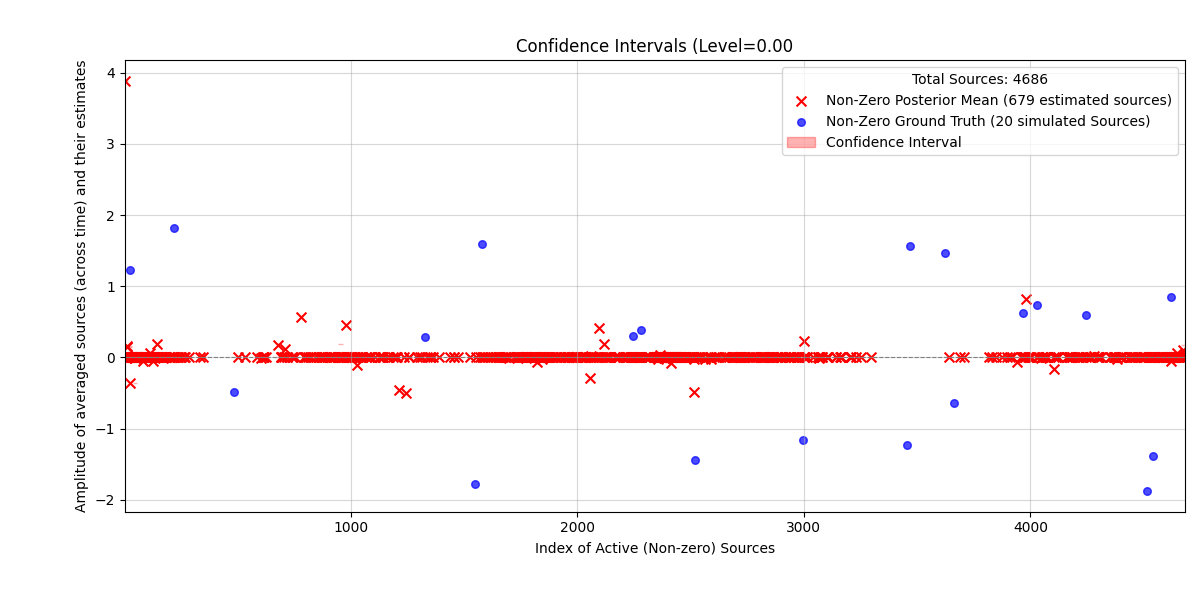 Confidence Intervals (Level=0.00
Amplitude of averaged sources (across time) and their estimates
4
3
2
1
0
−1
−2
Total Sources: 4686
Non-Zero Posterior Mean (679 estimated sources)
Non-Zero Ground Truth (20 simulated Sources)
Confidence Interval
1000 2000 3000 4000
Index of Active (Non-zero) Sources